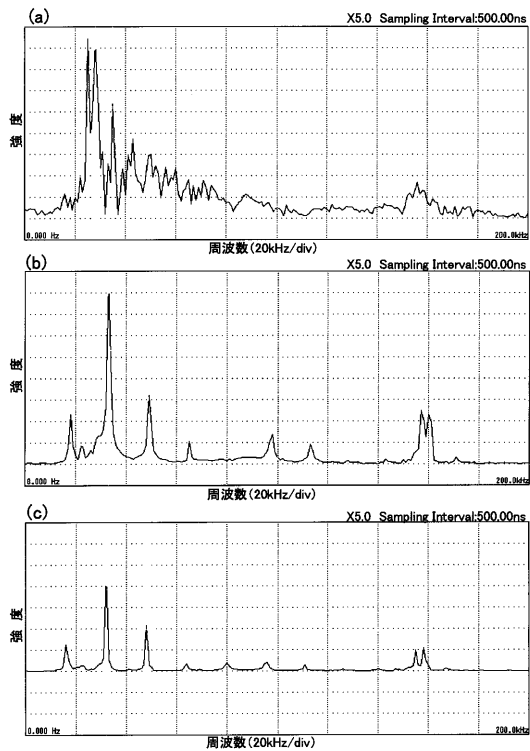 (a)
X5.0 Sampling Interval:500.00ns
強度
0.000 Hz
200.0kHz
周波数(20kHz/div)
(b)
X5.0 Sampling Interval:500.00ns
強度
0.000 Hz
200.0kHz
周波数(20kHz/div)
(c)
X5.0 Sampling Interval:500.00ns
強度
0.000 Hz
200.0kHz
周波数(20kHz/div)